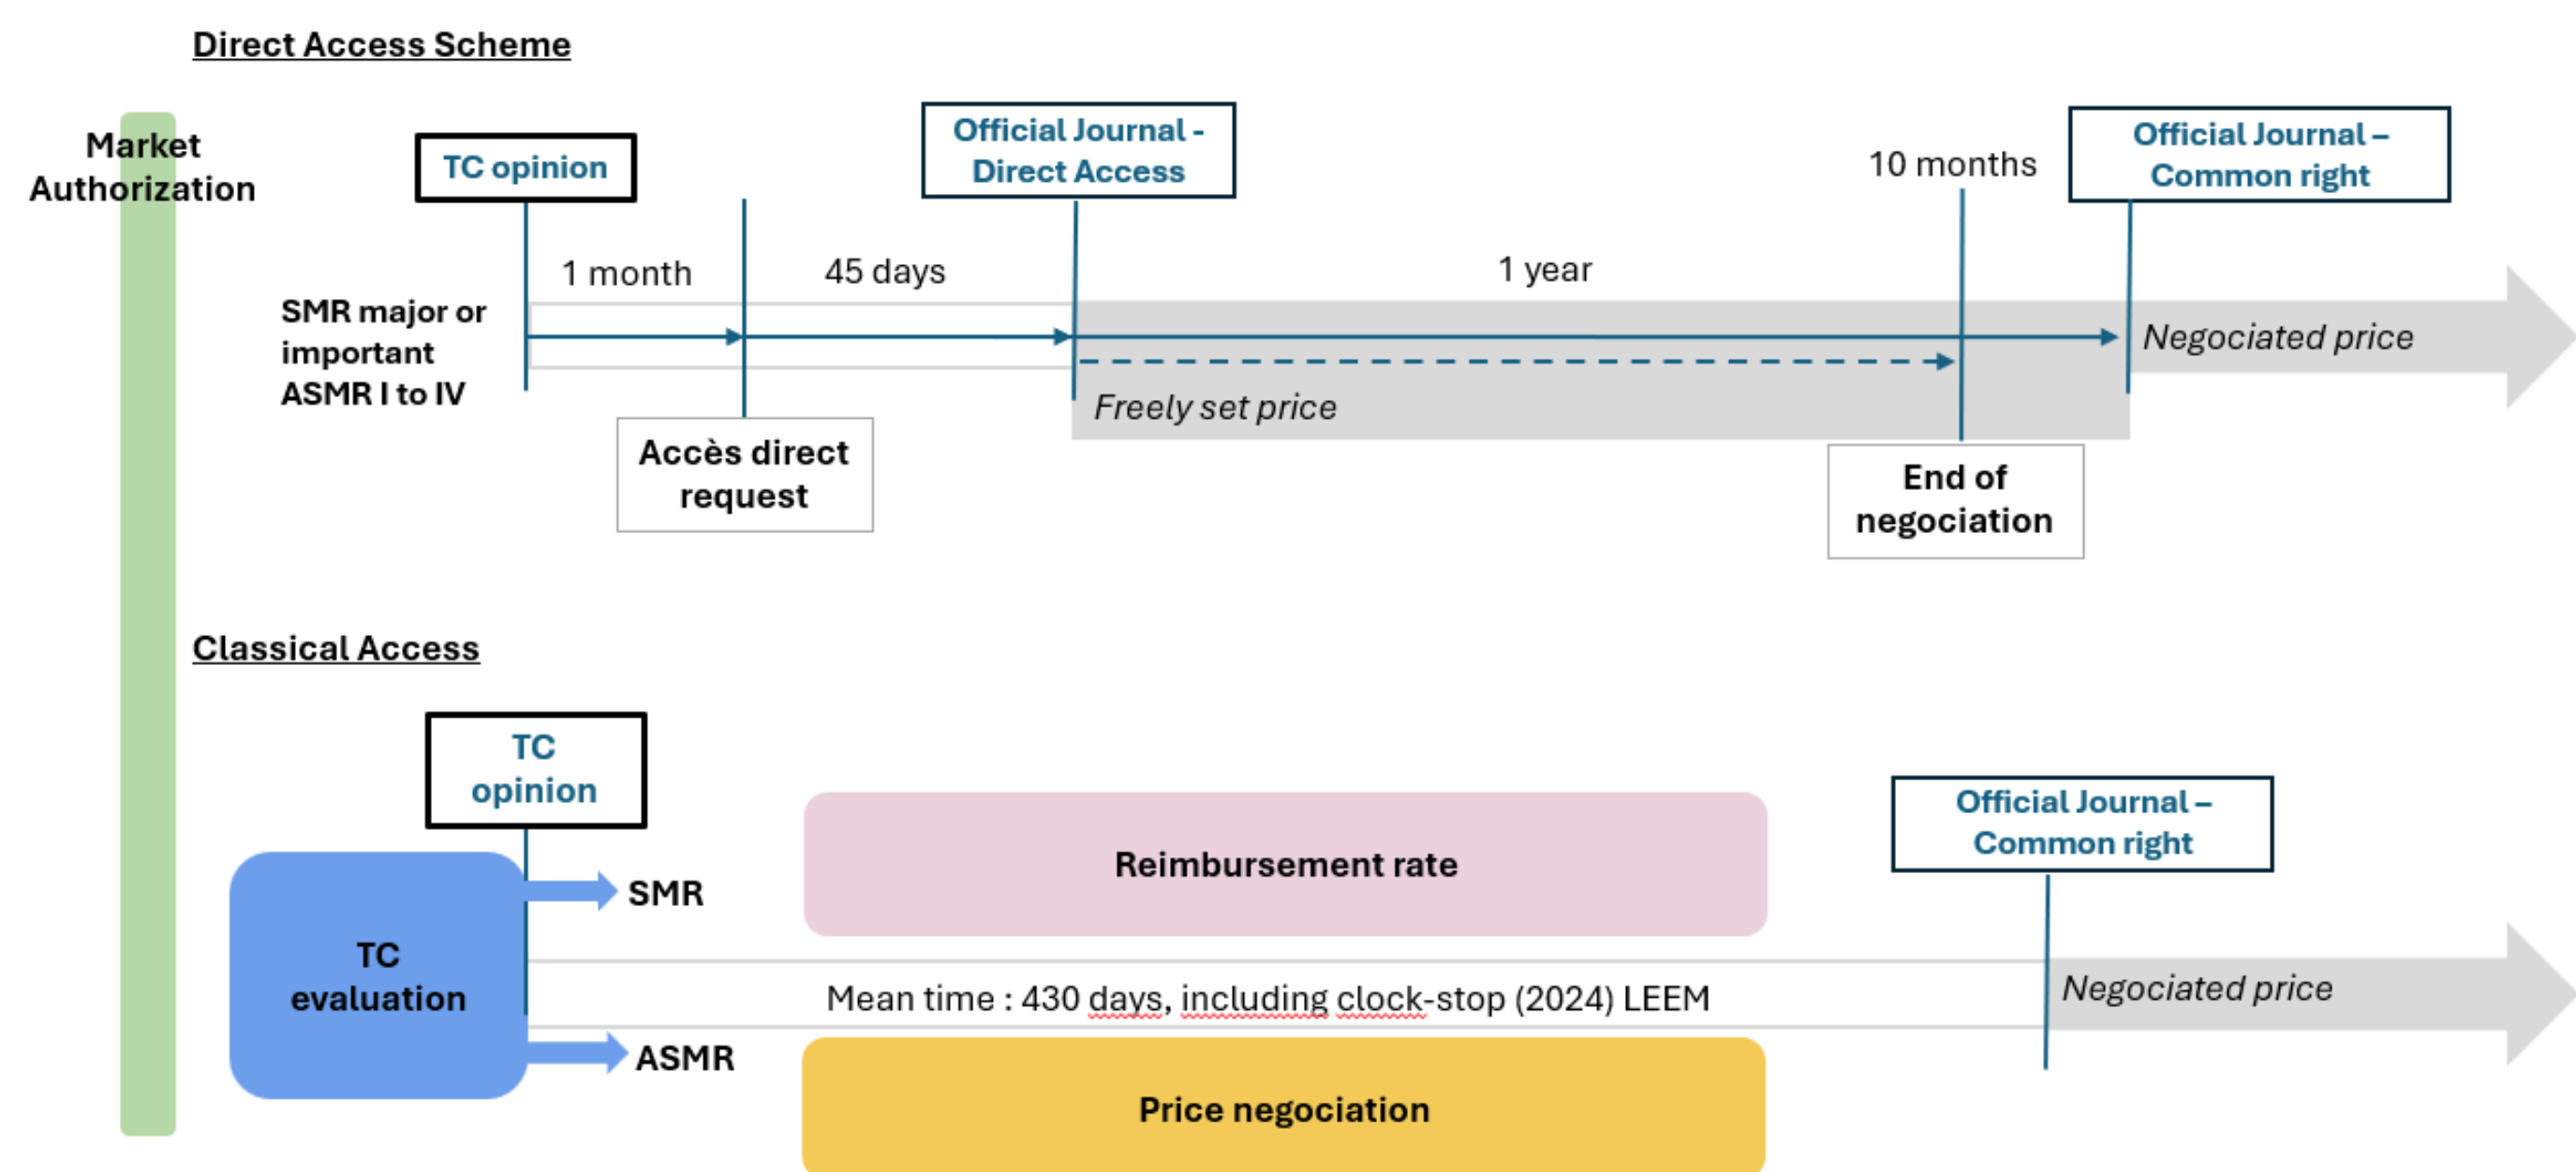 Direct Access Scheme
Market
Authorization
TC opinion
Official Journal -
Direct Access
10 months
Official Journal –
Common right
1 month
45 days
1 year
SMR major or
important
ASMR I to IV
Negociated price
Freely set price
Accès direct
request
End of
negociation
Classical Access
TC
opinion
Reimbursement rate
Official Journal –
Common right
SMR
TC
evaluation
Mean time : 430 days, including clock-stop (2024) LEEM
Negociated price
ASMR
Price negociation